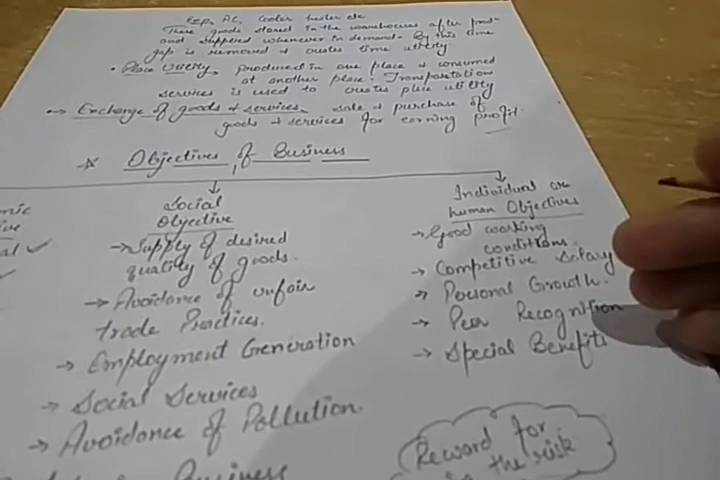 Exp. AC, Cooler heater etc
These goods stored in the warehouses after prod-
and supplied whenever in demand. By this time
gap is removed & creates time utility
• Place Utility → produced in one place & consumed
at another place. Transportation
services is used to creates place utility
→ Exchange of goods & services - sale & purchase of
goods & services for earning profit.
* Objectives of Business
Social
Objective
→ Supply of desired
quality of goods.
→ Avoidance of unfair
trade Practices.
→ Employment Generation
→ Social Services
→ Avoidance of Pollution.
Business
Individual or
human Objectives
→ Good working
conditions.
→ Competitive Salary
→ Personal Growth.
→ Peer Recognition
→ Special Benefits
Reward for
the risk